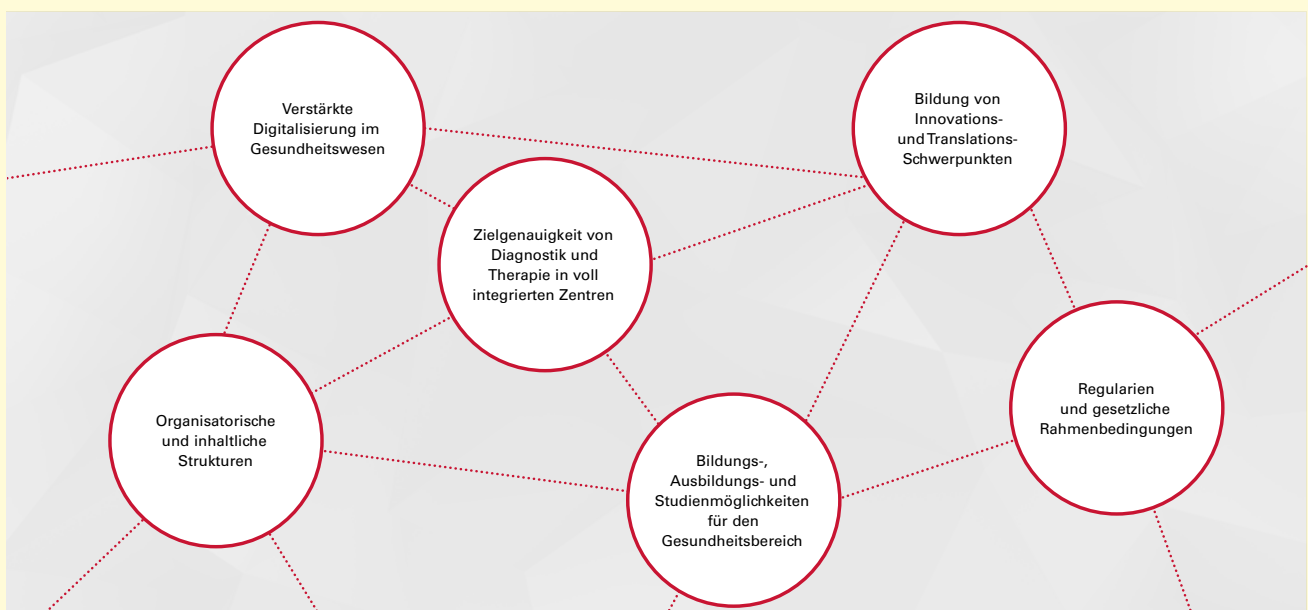 Verstärkte
Digitalisierung im
Gesundheitswesen
Bildung von
Innovations-
und Translations-
Schwerpunkten
Zielgenauigkeit von
Diagnostik und
Therapie in voll
integrierten Zentren
Organisatorische
und inhaltliche
Strukturen
Regularien
und gesetzliche
Rahmenbedingungen
Bildungs-,
Ausbildungs- und
Studienmöglichkeiten
für den
Gesundheitsbereich